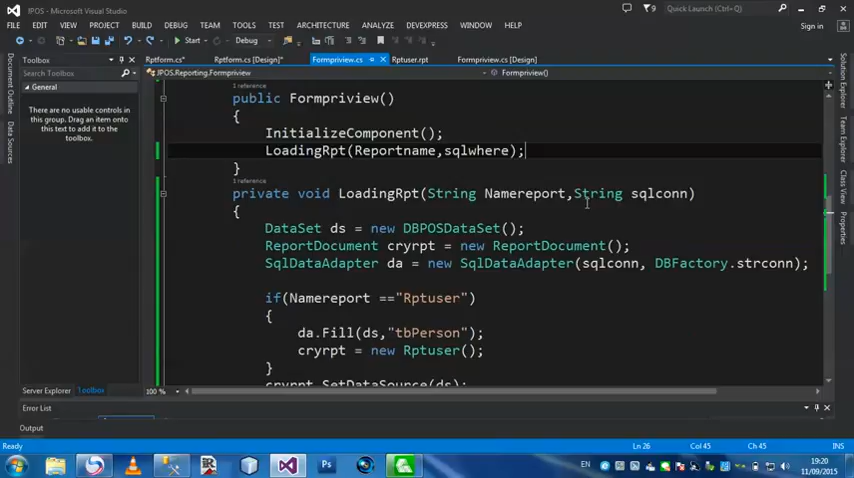 IPOS - Microsoft Visual Studio
9
Quick Launch (Ctrl+Q)
FILE EDIT VIEW PROJECT BUILD DEBUG TEAM TOOLS TEST ARCHITECTURE ANALYZE DEVEXPRESS WINDOW HELP
Sign in
Start Debug
Toolbox
Rptform.cs* Rptform.cs [Design]* Formpriview.cs Rptuser.rpt Formpriview.cs [Design]
Search Toolbox
IPOS.Reporting.Formpriview
Formpriview()
General
There are no usable controls in this group. Drag an item onto this text to add it to the toolbox.
Document Outline
Data Sources
Solution Explorer
Class View
Properties
1 reference
public Formpriview()
{
InitializeComponent();
LoadingRpt(Reportname,sqlwhere);
}
1 reference
private void LoadingRpt(String Namereport,String sqlconn)
{
DataSet ds = new DBPOSDataSet();
ReportDocument cryrpt = new ReportDocument();
SqlDataAdapter da = new SqlDataAdapter(sqlconn, DBFactory.strconn);
if(Namereport =="Rptuser")
{
da.Fill(ds,"tbPerson");
cryrpt = new Rptuser();
}
cryrpt.SetDataSource(ds);
Server Explorer Toolbox
100 %
Error List
Output
Ready
Ln 26
Col 45
Ch 45
INS
EN
19:20
11/09/2015